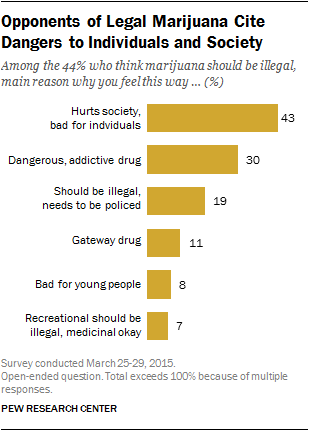 Opponents of Legal Marijuana Cite
Dangers to Individuals and Society
Among the 44% who think marijuana should be illegal,
main reason why you feel this way ... (%)
Hurts society,
bad for indviduals
43
Dangerous, addictive drug
30
Should be illegal,
needs to be policed
19
Gateway drug
11
Bad for young people
8
Recreational should be
illegal, medicinal okay
7
Survey conducted March 25-29, 2015.
Open-ended question. Total exceeds 100% because of multiple
responses.
PEW RESEARCH CENTER